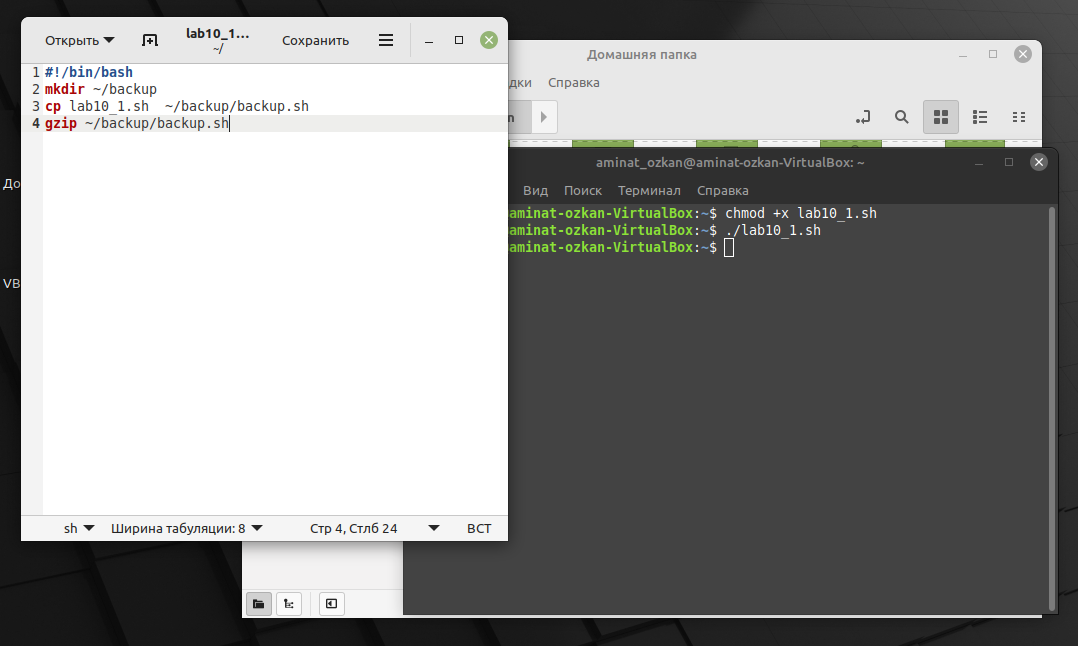 Открыть
lab10_1...
~/
Сохранить
1 #!/bin/bash
2 mkdir ~/backup
3 cp lab10_1.sh  ~/backup/backup.sh
4 gzip ~/backup/backup.sh
sh
Ширина табуляции: 8
Стр 4, Стлб 24
ВСТ
Домашняя папка
дки Справка
n
aminat_ozkan@aminat-ozkan-VirtualBox: ~
Вид Поиск Терминал Справка
aminat-ozkan-VirtualBox:~$ chmod +x lab10_1.sh
aminat-ozkan-VirtualBox:~$ ./lab10_1.sh
aminat-ozkan-VirtualBox:~$
До
VB